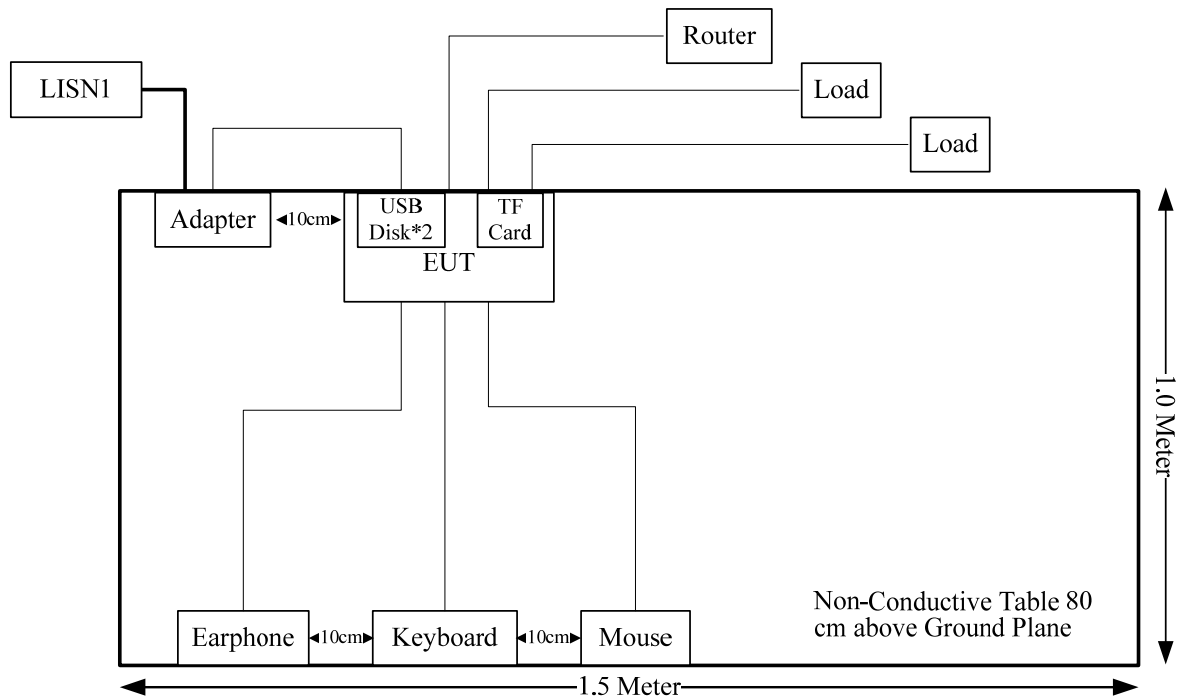 Router
LISN1
Load
Load
Adapter
10cm
USB
Disk*2
TF
Card
EUT
1.0 Meter
Non-Conductive Table 80
cm above Ground Plane
Earphone
10cm
Keyboard
10cm
Mouse
1.5 Meter